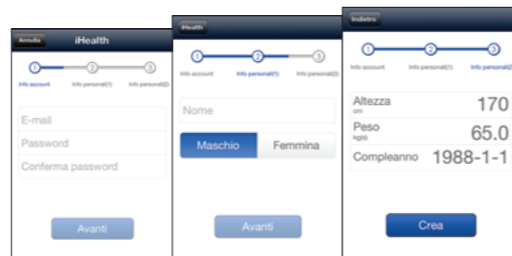 Annulla
iHealth
1
2
3
Info account
Info personali(1)
Info personali(2)
E-mail
Password
Conferma password
Avanti
iHealth
1
2
3
Info account
Info personali(1)
Info personali(2)
Nome
Maschio
Femmina
Avanti
Indietro
1
2
3
Info account
Info personali(1)
Info personali(2)
Altezza 170
cm
Peso 65.0
kg(s)
Compleanno 1988-1-1
Crea